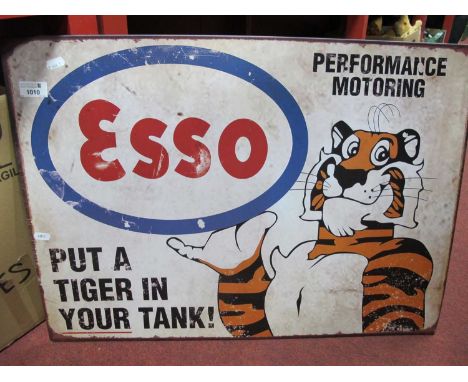 1010
PERFORMANCE
MOTORING
Esso
PUT A
TIGER IN
YOUR TANK!